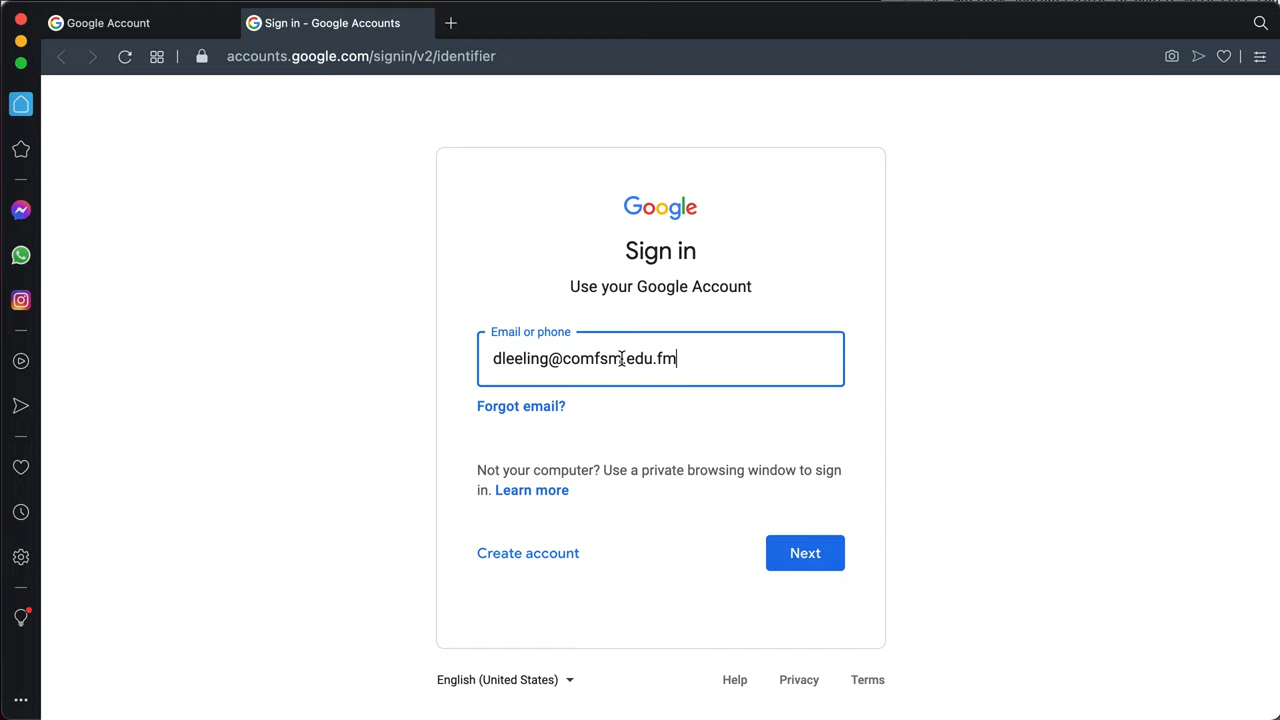 Google Account
Sign in - Google Accounts
accounts.google.com/signin/v2/identifier
Google
Sign in
Use your Google Account
Email or phone
dleeling@comfsm.edu.fm
Forgot email?
Not your computer? Use a private browsing window to sign
in. Learn more
Create account
Next
English (United States)
Help
Privacy
Terms